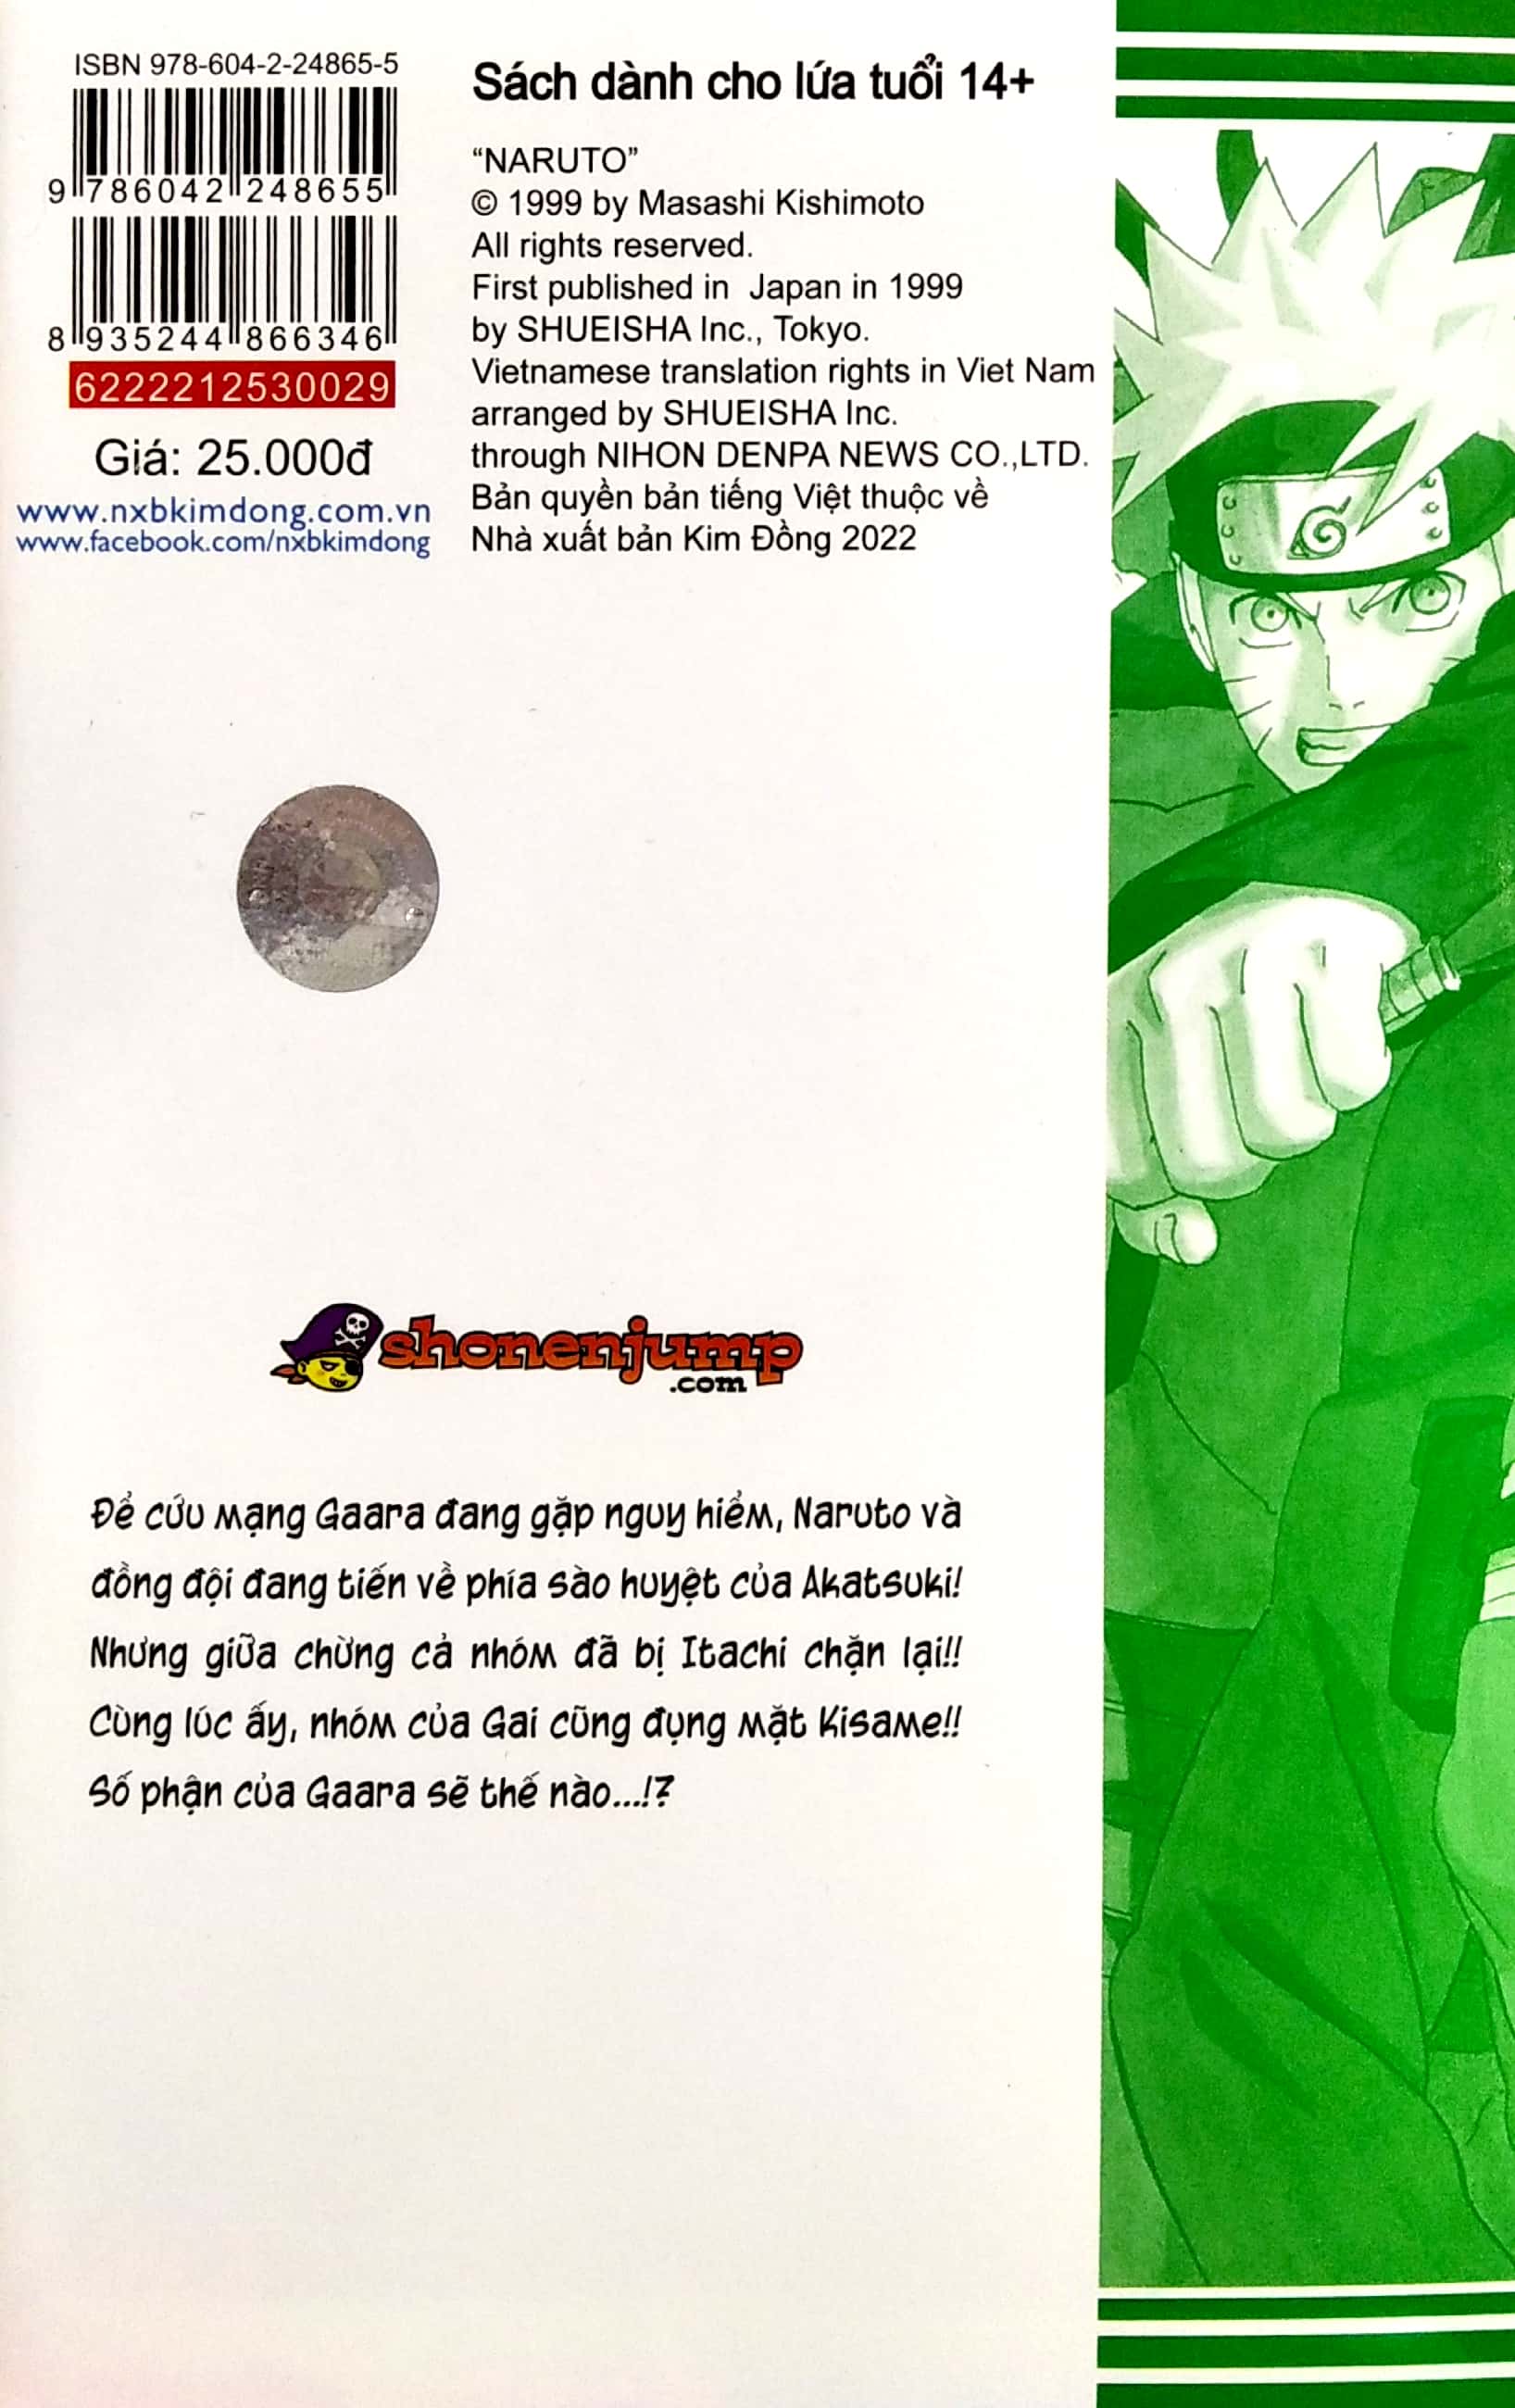 ISBN 978-604-2-24865-5
9 786042 248655
8 935244 866346
6222212530029
Giá: 25.000đ
www.nxbkimdong.com.vn
www.facebook.com/nxbkimdong
Sách dành cho lứa tuổi 14+
“NARUTO”
© 1999 by Masashi Kishimoto
All rights reserved.
First published in Japan in 1999
by SHUEISHA Inc., Tokyo.
Vietnamese translation rights in Viet Nam
arranged by SHUEISHA Inc.
through NIHON DENPA NEWS CO.,LTD.
Bản quyền bản tiếng Việt thuộc về
Nhà xuất bản Kim Đồng 2022
shonenjump
.com
Để cứu mạng Gaara đang gặp nguy hiểm, Naruto và
đồng đội đang tiến về phía sào huyệt của Akatsuki!
Nhưng giữa chừng cả nhóm đã bị Itachi chặn lại!!
Cùng lúc ấy, nhóm của Gai cũng đụng mặt Kisame!!
Số phận của Gaara sẽ thế nào...!?